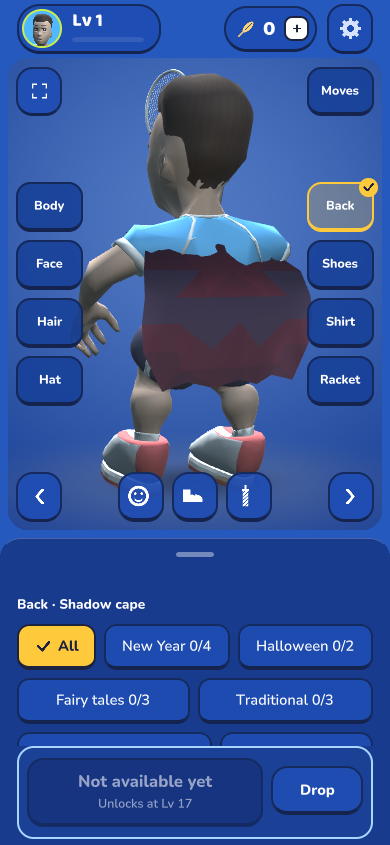 Lv 1
0
+
Moves
Body
Back
Face
Shoes
Hair
Shirt
Hat
Racket
Back · Shadow cape
All
New Year 0/4
Halloween 0/2
Fairy tales 0/3
Traditional 0/3
Not available yet
Unlocks at Lv 17
Drop